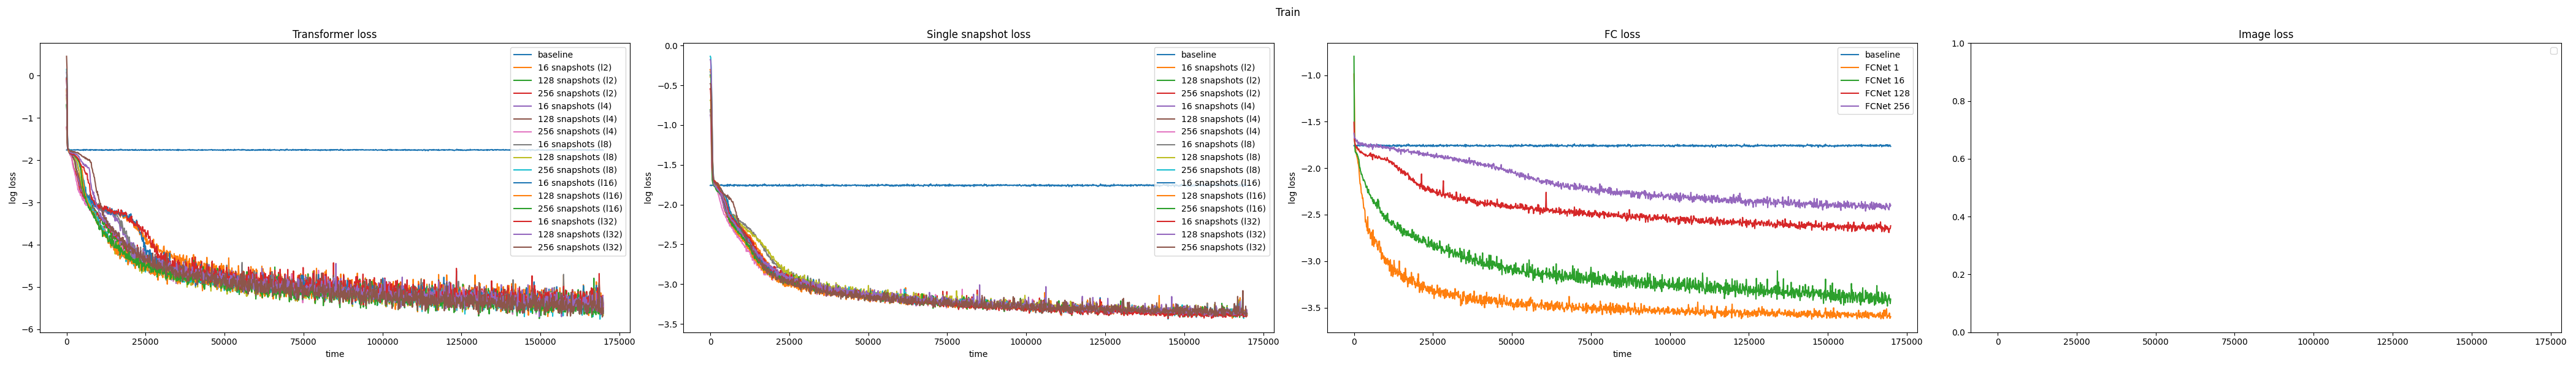 Train
Transformer loss
log loss
0
−1
−2
−3
−4
−5
−6
0 25000 50000 75000 100000 125000 150000 175000
time
baseline
16 snapshots (l2)
128 snapshots (l2)
256 snapshots (l2)
16 snapshots (l4)
128 snapshots (l4)
256 snapshots (l4)
16 snapshots (l8)
128 snapshots (l8)
256 snapshots (l8)
16 snapshots (l16)
128 snapshots (l16)
256 snapshots (l16)
16 snapshots (l32)
128 snapshots (l32)
256 snapshots (l32)
Single snapshot loss
log loss
0.0
−0.5
−1.0
−1.5
−2.0
−2.5
−3.0
−3.5
0 25000 50000 75000 100000 125000 150000 175000
time
baseline
16 snapshots (l2)
128 snapshots (l2)
256 snapshots (l2)
16 snapshots (l4)
128 snapshots (l4)
256 snapshots (l4)
16 snapshots (l8)
128 snapshots (l8)
256 snapshots (l8)
16 snapshots (l16)
128 snapshots (l16)
256 snapshots (l16)
16 snapshots (l32)
128 snapshots (l32)
256 snapshots (l32)
FC loss
log loss
−1.0
−1.5
−2.0
−2.5
−3.0
−3.5
0 25000 50000 75000 100000 125000 150000 175000
time
baseline
FCNet 1
FCNet 16
FCNet 128
FCNet 256
Image loss
1.0
0.8
0.6
0.4
0.2
0.0
0 25000 50000 75000 100000 125000 150000 175000